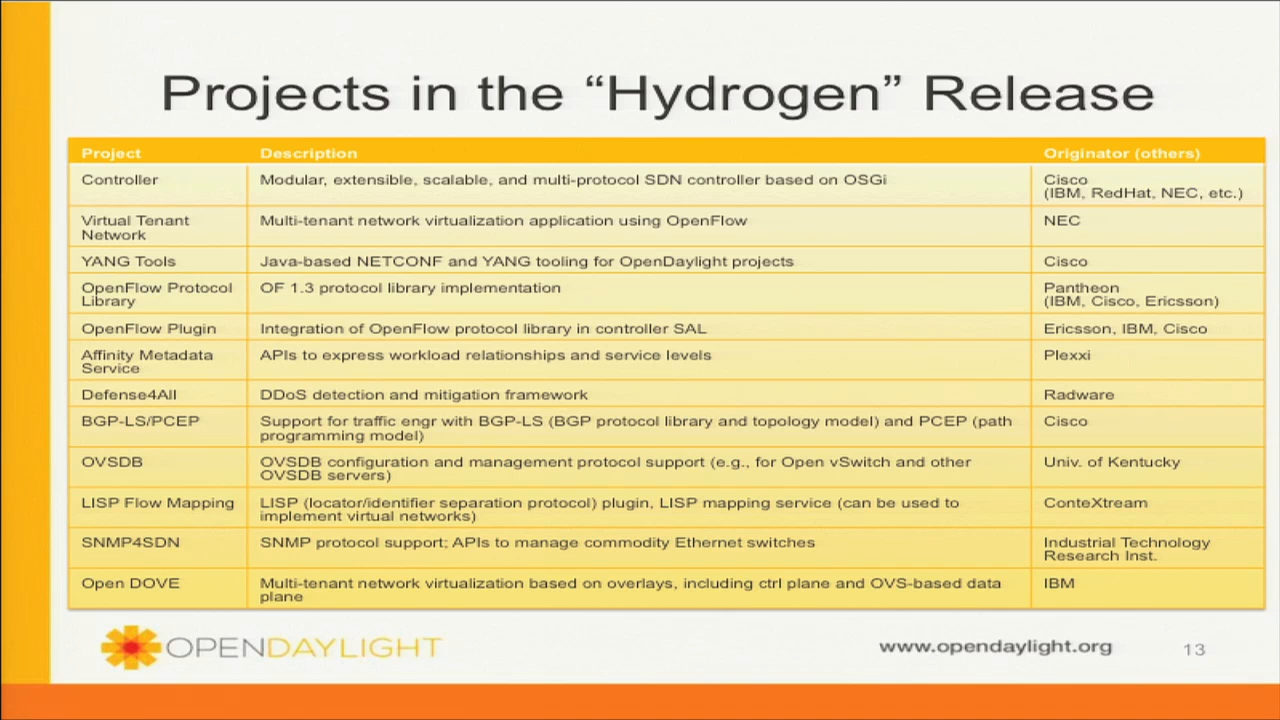 Projects in the “Hydrogen” Release
Project Description Originator (others)
Controller Modular, extensible, scalable, and multi-protocol SDN controller based on OSGi Cisco
(IBM, RedHat, NEC, etc.)
Virtual Tenant Multi-tenant network virtualization application using OpenFlow NEC
Network
YANG Tools Java-based NETCONF and YANG tooling for OpenDaylight projects Cisco
OpenFlow Protocol OF 1.3 protocol library implementation Pantheon
Library (IBM, Cisco, Ericsson)
OpenFlow Plugin Integration of OpenFlow protocol library in controller SAL Ericsson, IBM, Cisco
Affinity Metadata APIs to express workload relationships and service levels Plexxi
Service
Defense4All DDoS detection and mitigation framework Radware
BGP-LS/PCEP Support for traffic engr with BGP-LS (BGP protocol library and topology model) and PCEP (path Cisco
programming model)
OVSDB OVSDB configuration and management protocol support (e.g., for Open vSwitch and other Univ. of Kentucky
OVSDB servers)
LISP Flow Mapping LISP (locator/identifier separation protocol) plugin, LISP mapping service (can be used to ConteXtream
implement virtual networks)
SNMP4SDN SNMP protocol support; APIs to manage commodity Ethernet switches Industrial Technology
Research Inst.
Open DOVE Multi-tenant network virtualization based on overlays, including ctrl plane and OVS-based data IBM
plane
OPENDAYLIGHT www.opendaylight.org 13